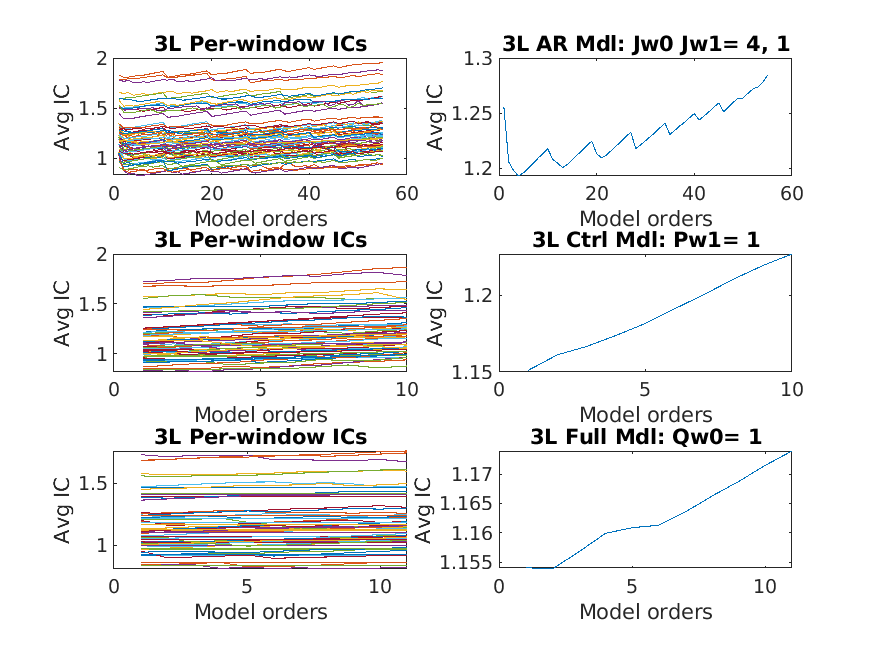 3L Per-window ICs
2
1.5
1
Avg IC
0 20 40 60
Model orders
3L AR Mdl: Jw0 Jw1= 4, 1
1.3
1.25
1.2
Avg IC
0 20 40 60
Model orders
3L Per-window ICs
2
1.5
1
Avg IC
0 5 10
Model orders
3L Ctrl Mdl: Pw1= 1
1.2
1.15
Avg IC
0 5 10
Model orders
3L Per-window ICs
1.5
1
Avg IC
0 5 10
Model orders
3L Full Mdl: Qw0= 1
1.17
1.165
1.16
1.155
Avg IC
0 5 10
Model orders